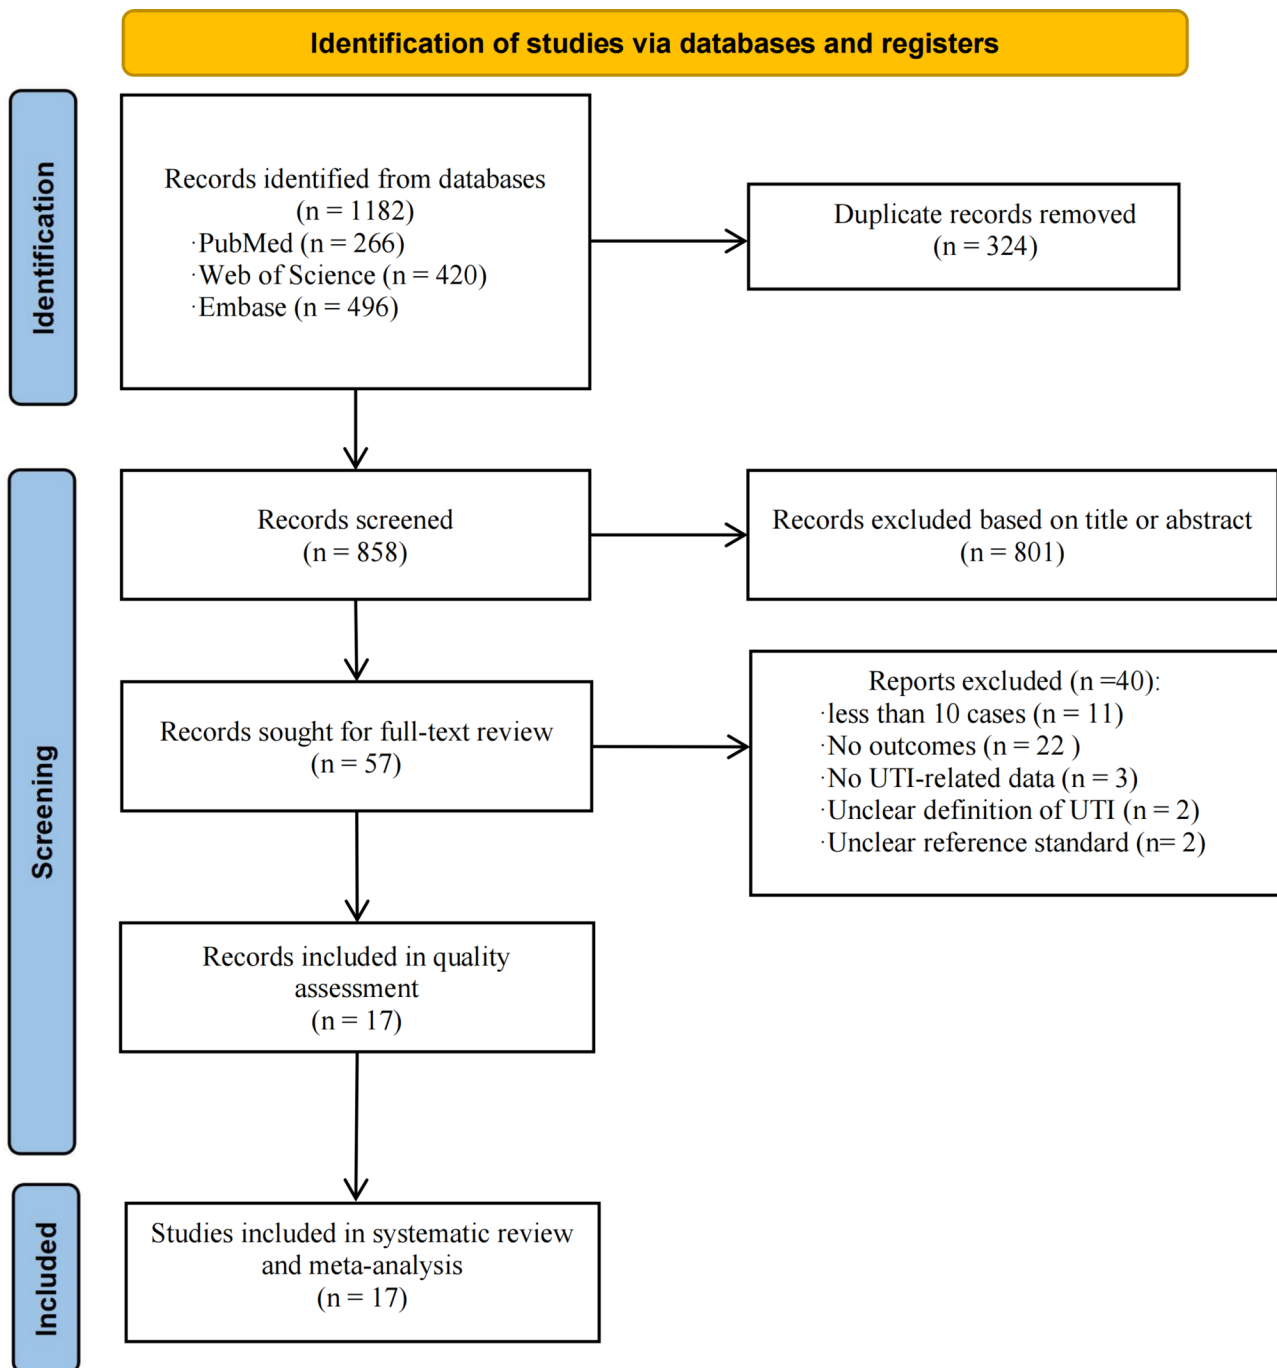 Identification of studies via databases and registers
Identification
Records identified from databases
(n = 1182)
·PubMed (n = 266)
·Web of Science (n = 420)
·Embase (n = 496)
Duplicate records removed
(n = 324)
Screening
Records screened
(n = 858)
Records excluded based on title or abstract
(n = 801)
Records sought for full-text review
(n = 57)
Reports excluded (n =40):
·less than 10 cases (n = 11)
·No outcomes (n = 22 )
·No UTI-related data (n = 3)
·Unclear definition of UTI (n = 2)
·Unclear reference standard (n= 2)
Records included in quality
assessment
(n = 17)
Included
Studies included in systematic review
and meta-analysis
(n = 17)